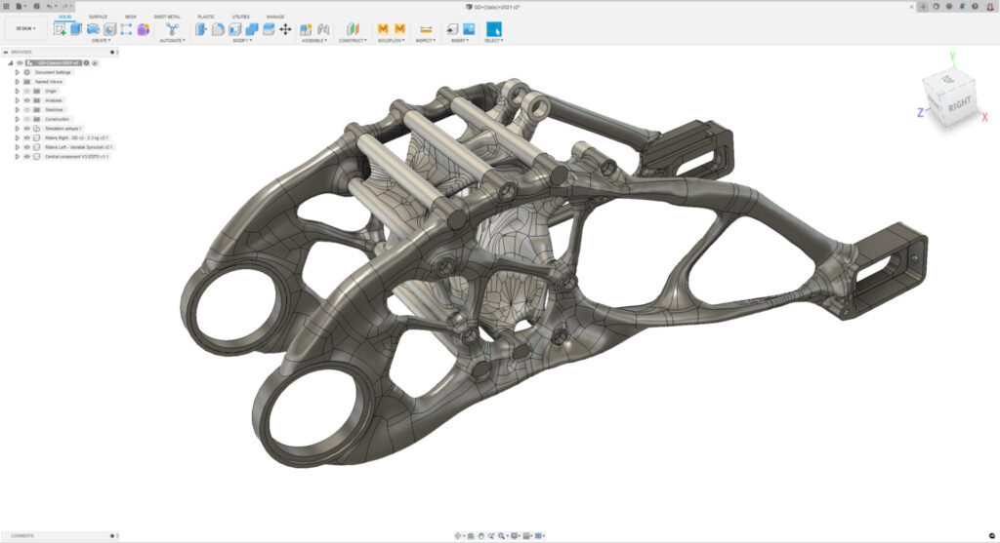 GD+(basic)+2021 v2*
DESIGN
SOLID SURFACE MESH SHEET METAL PLASTIC UTILITIES MANAGE
CREATE AUTOMATE MODIFY ASSEMBLE CONSTRUCT MOLDFLOW INSPECT INSERT SELECT
BROWSER
GD+(basic)+2021 v2
Document Settings
Named Views
Origin
Analysis
Sketches
Construction
Simulation setups:1
Riders Right - GD v2 - 2.3 kg v2:1
Riders Left - Variable Sprocket v2:1
Central component V3 EDITS v1:1
Y
TOP
RIGHT
Z
X
COMMENTS